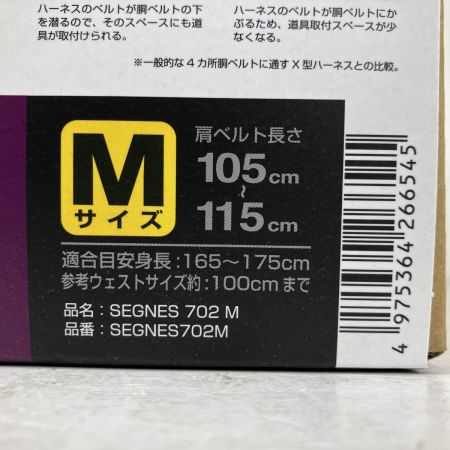 ハーネスのベルトが胴ベルトの下
を潜るので、そのスペースにも道
具が取付けられる。
ハーネスのベルトが胴ベルトにか
ぶるため、道具取付スペースが少
なくなる。
※一般的な4カ所胴ベルトに通すX型ハーネスとの比較。
M
サイズ
肩ベルト長さ
105cm
~
115cm
適合目安身長:165〜175cm
参考ウェストサイズ約:100cmまで
品名:SEGNES 702 M
品番:SEGNES702M
4 975364 266545